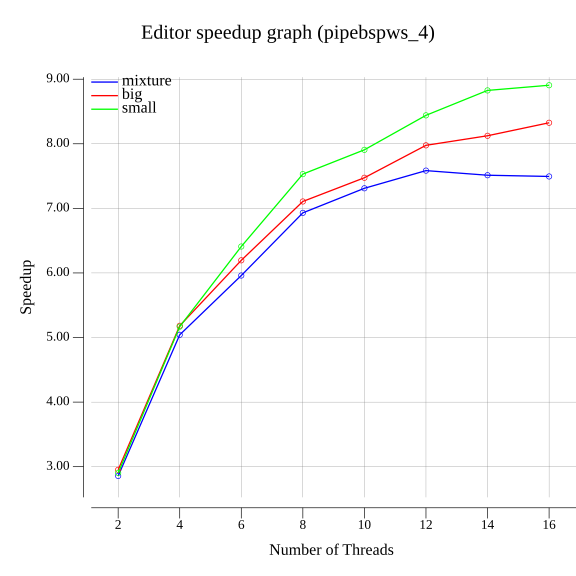 Editor speedup graph (pipebspws_4)
9.00
mixture
big
small
8.00
7.00
6.00
5.00
4.00
3.00
Speedup
2 4 6 8 10 12 14 16
Number of Threads